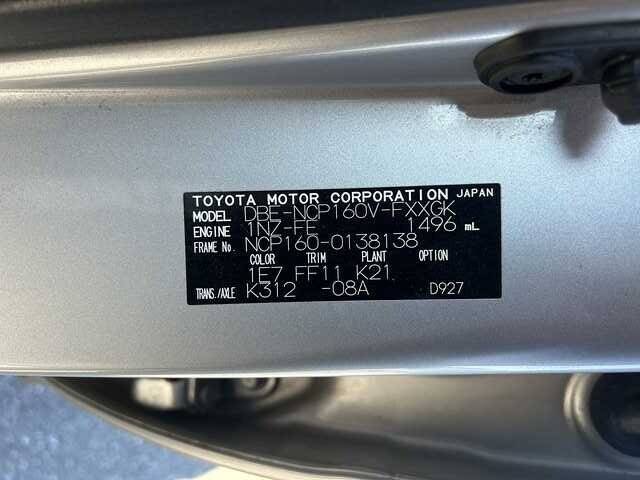 TOYOTA MOTOR CORPORATION JAPAN
MODEL DBE-NCP160V-FXXGK
ENGINE 1NZ-FE 1496 mL
FRAME No. NCP160-0138138
COLOR TRIM PLANT OPTION
1E7 FF11 K21
TRANS./AXLE K312 -08A D927